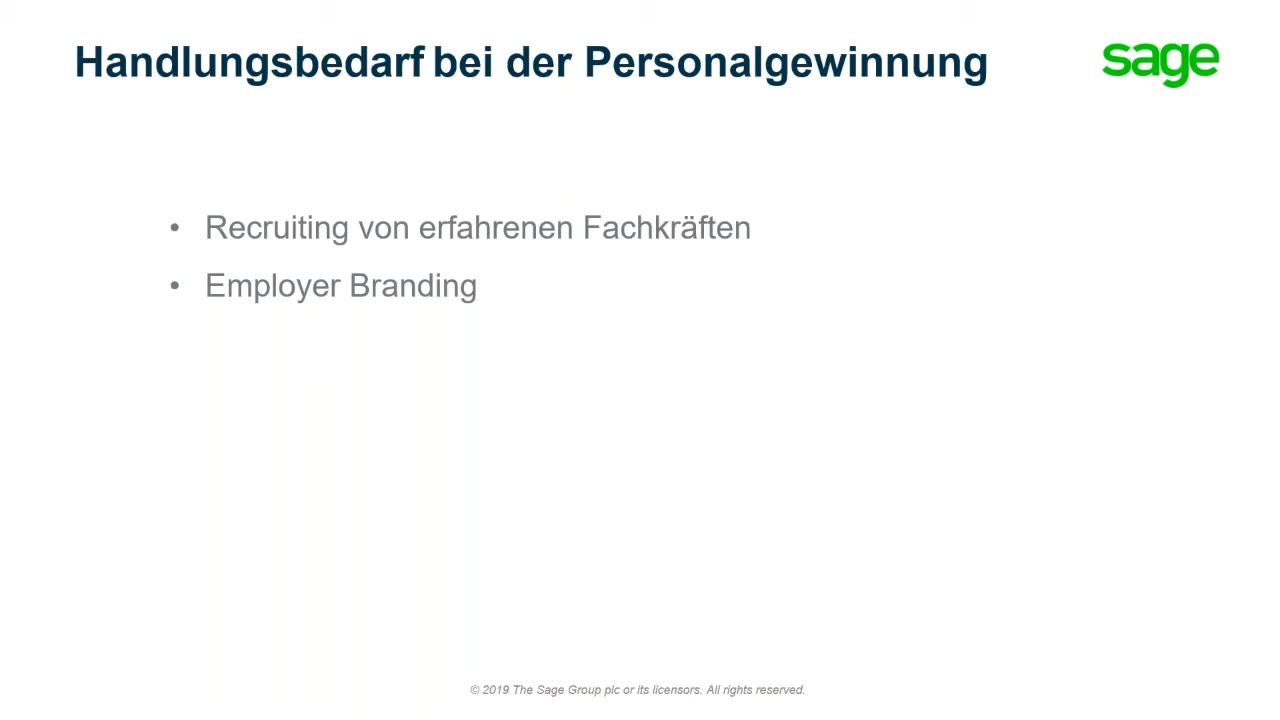 Handlungsbedarf bei der Personalgewinnung
sage
• Recruiting von erfahrenen Fachkräften
• Employer Branding
© 2019 The Sage Group plc or its licensors. All rights reserved.